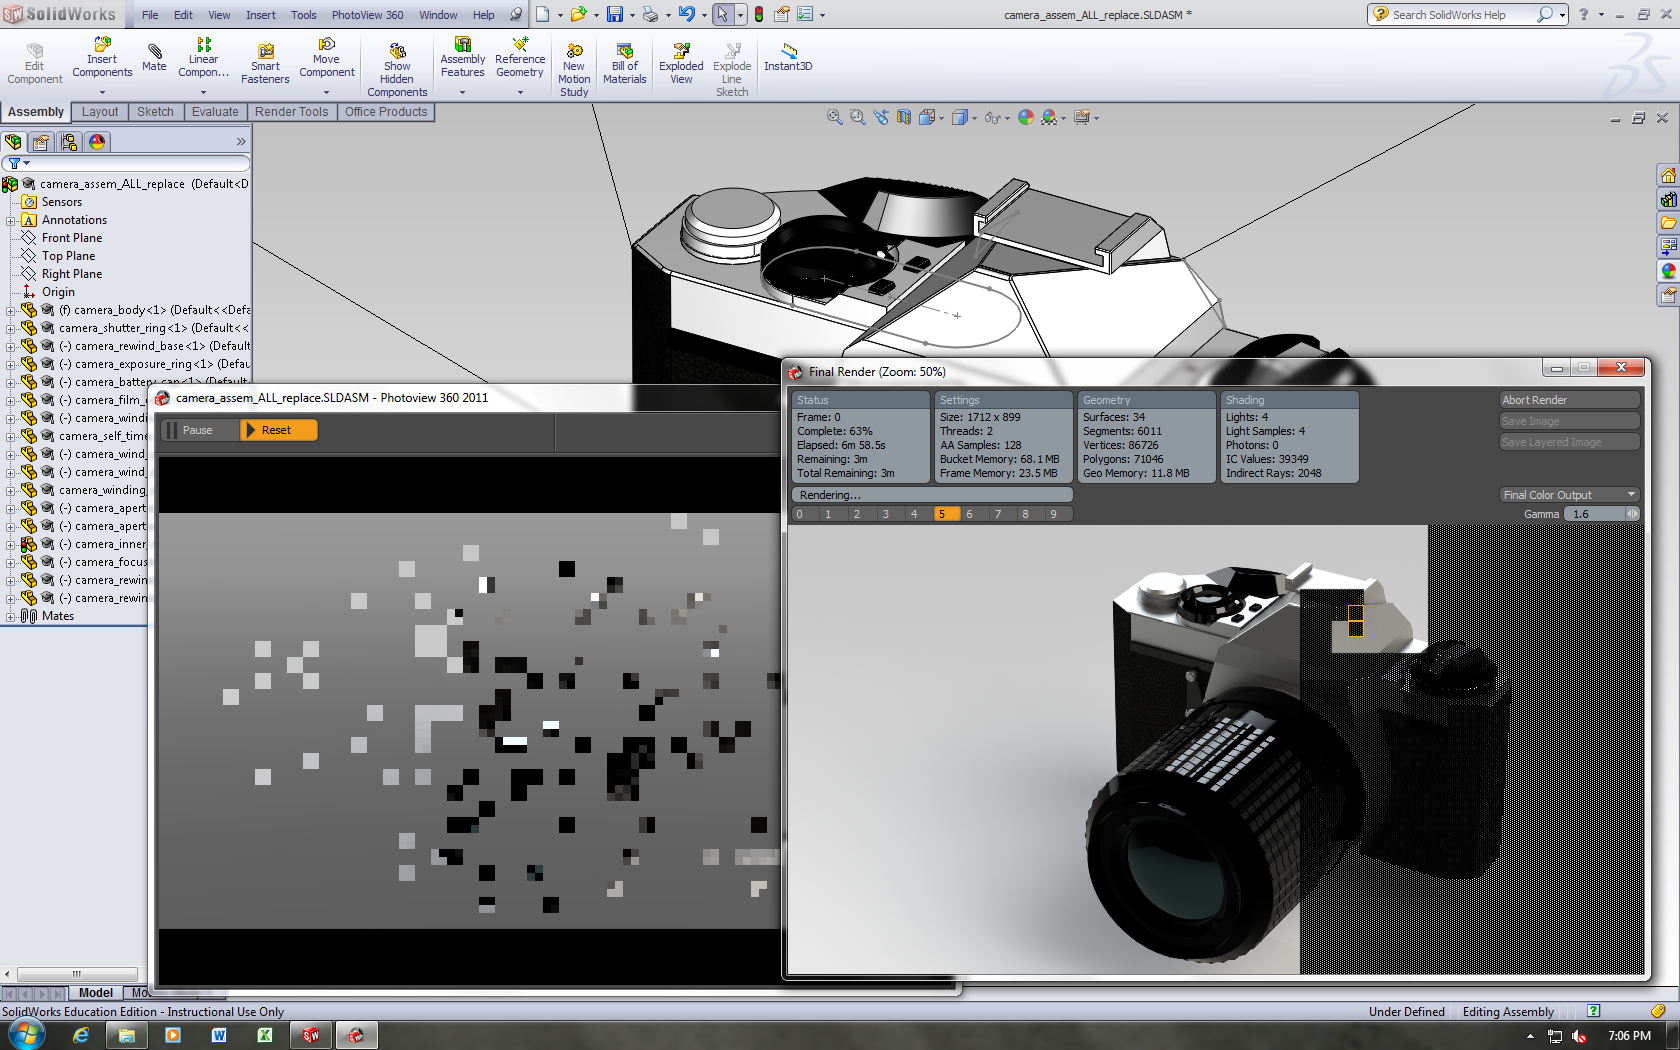 SolidWorks
File Edit View Insert Tools PhotoView 360 Window Help
camera_assem_ALL_replace.SLDASM *
Search SolidWorks Help
Edit Component
Insert Components
Mate
Linear Compon...
Smart Fasteners
Move Component
Show Hidden Components
Assembly Features
Reference Geometry
New Motion Study
Bill of Materials
Exploded View
Explode Line Sketch
Instant3D
Assembly Layout Sketch Evaluate Render Tools Office Products
camera_assem_ALL_replace (Default<D
Sensors
Annotations
Front Plane
Top Plane
Right Plane
Origin
(f) camera_body<1> (Default<<Defa
camera_shutter_ring<1> (Default<<
(-) camera_rewind_base<1> (Default
(-) camera_exposure_ring<1> (Defau
(-) camera_battery_cap<1> (Default
(-) camera_film_
(-) camera_windi
camera_self_time
(-) camera_wind_
(-) camera_wind_
camera_winding_
(-) camera_apert
(-) camera_apert
(-) camera_inner_
(-) camera_focus
(-) camera_rewin
(-) camera_rewin
Mates
camera_assem_ALL_replace.SLDASM - Photoview 360 2011
Pause Reset
Final Render (Zoom: 50%)
Status
Frame: 0
Complete: 63%
Elapsed: 6m 58.5s
Remaining: 3m
Total Remaining: 3m
Settings
Size: 1712 x 899
Threads: 2
AA Samples: 128
Bucket Memory: 68.1 MB
Frame Memory: 23.5 MB
Geometry
Surfaces: 34
Segments: 6011
Vertices: 86726
Polygons: 71046
Geo Memory: 11.8 MB
Shading
Lights: 4
Light Samples: 4
Photons: 0
IC Values: 39349
Indirect Rays: 2048
Abort Render
Save Image
Save Layered Image
Rendering...
Final Color Output
0 1 2 3 4 5 6 7 8 9
Gamma 1.6
Model Mo
SolidWorks Education Edition - Instructional Use Only
Under Defined Editing Assembly
7:06 PM